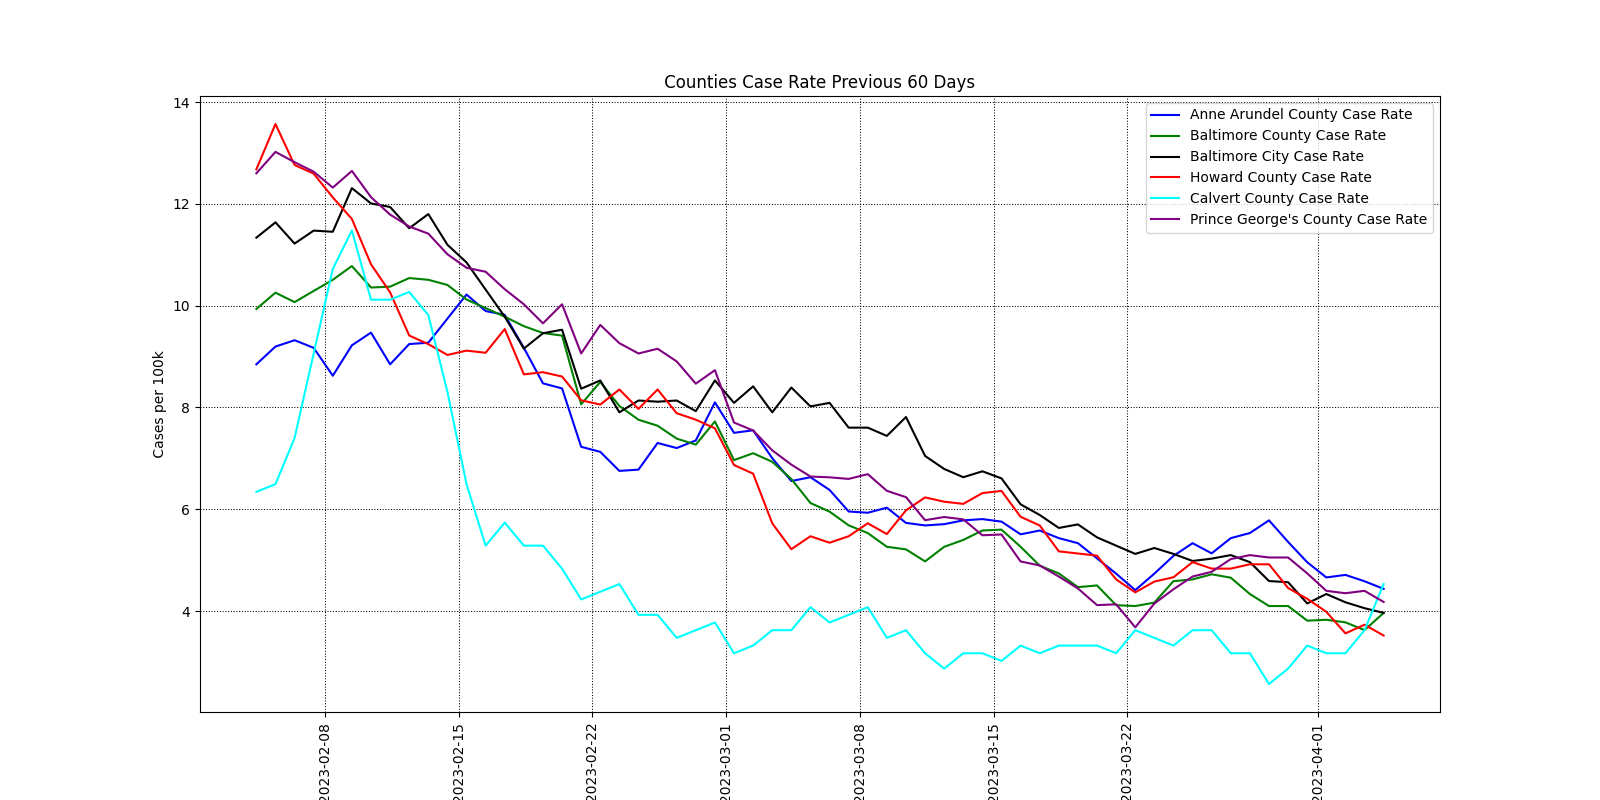 Counties Case Rate Previous 60 Days
Cases per 100k
14
12
10
8
6
4
Anne Arundel County Case Rate
Baltimore County Case Rate
Baltimore City Case Rate
Howard County Case Rate
Calvert County Case Rate
Prince George's County Case Rate
2023-02-08
2023-02-15
2023-02-22
2023-03-01
2023-03-08
2023-03-15
2023-03-22
2023-04-01